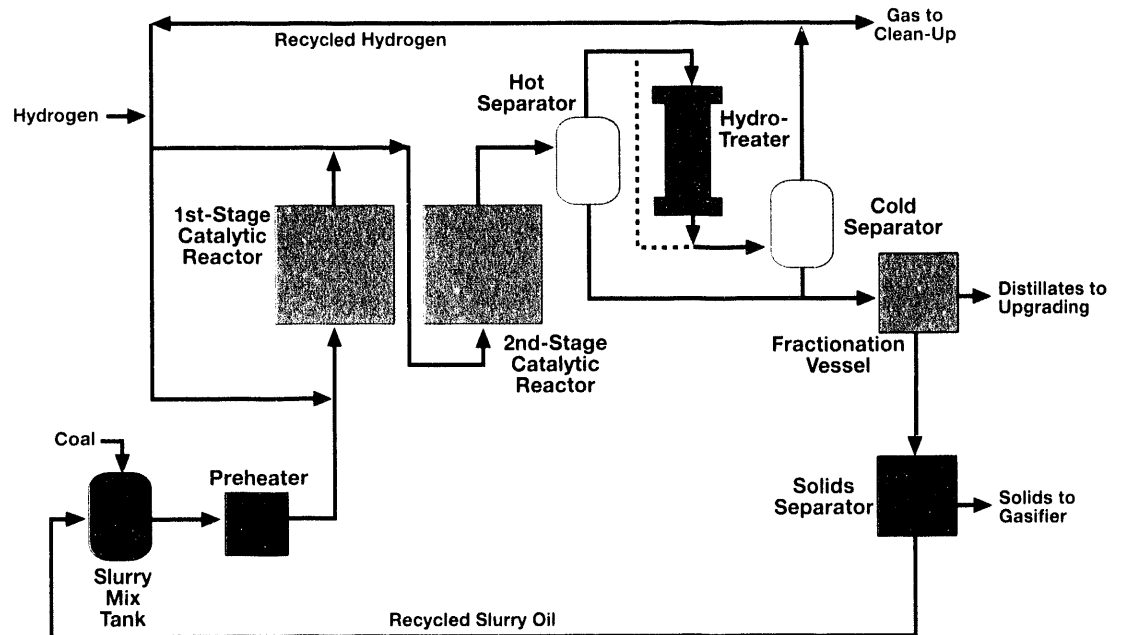 Recycled Hydrogen
Gas to
Clean-Up
Hydrogen
Hot
Separator
Hydro-
Treater
1st-Stage
Catalytic
Reactor
Cold
Separator
2nd-Stage
Catalytic
Reactor
Distillates to
Upgrading
Fractionation
Vessel
Coal
Preheater
Solids
Separator
Solids to
Gasifier
Slurry
Mix
Tank
Recycled Slurry Oil